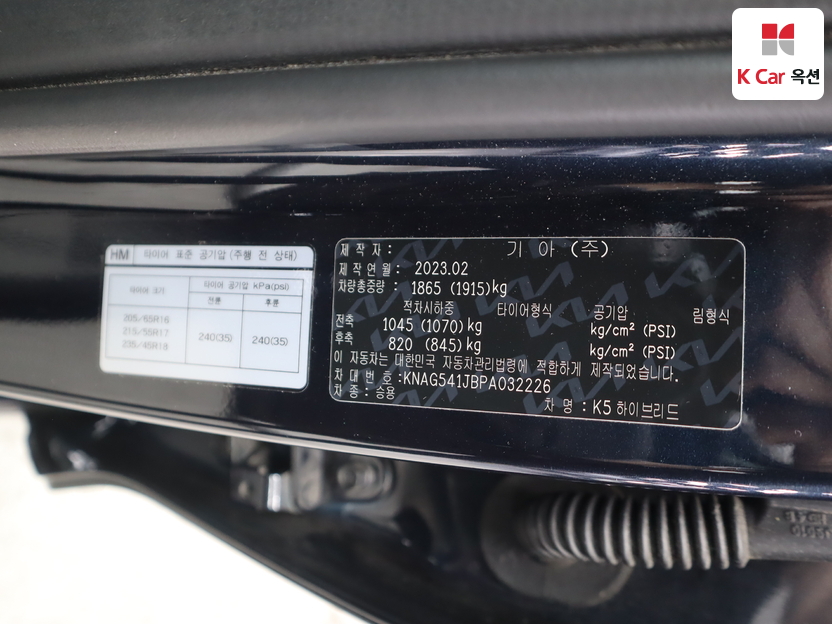 K Car 옥션
HM 타이어 표준 공기압 (주행 전 상태)
타이어 크기
타이어 공기압 kPa(psi)
전륜 후륜
205/65R16
215/55R17
235/45R18
240(35) 240(35)
제작자 : 기아 (주)
제작연월 : 2023.02
차량총중량 : 1865 (1915)kg
적차시하중 타이어형식 공기압 림형식
전축 1045 (1070)kg kg/cm² (PSI)
후축 820 (845)kg kg/cm² (PSI)
이 자동차는 대한민국 자동차관리법령에 적합하게 제작되었습니다.
차대번호 : KNAG541JBPA032226
차종 : 승용
차명 : K5 하이브리드